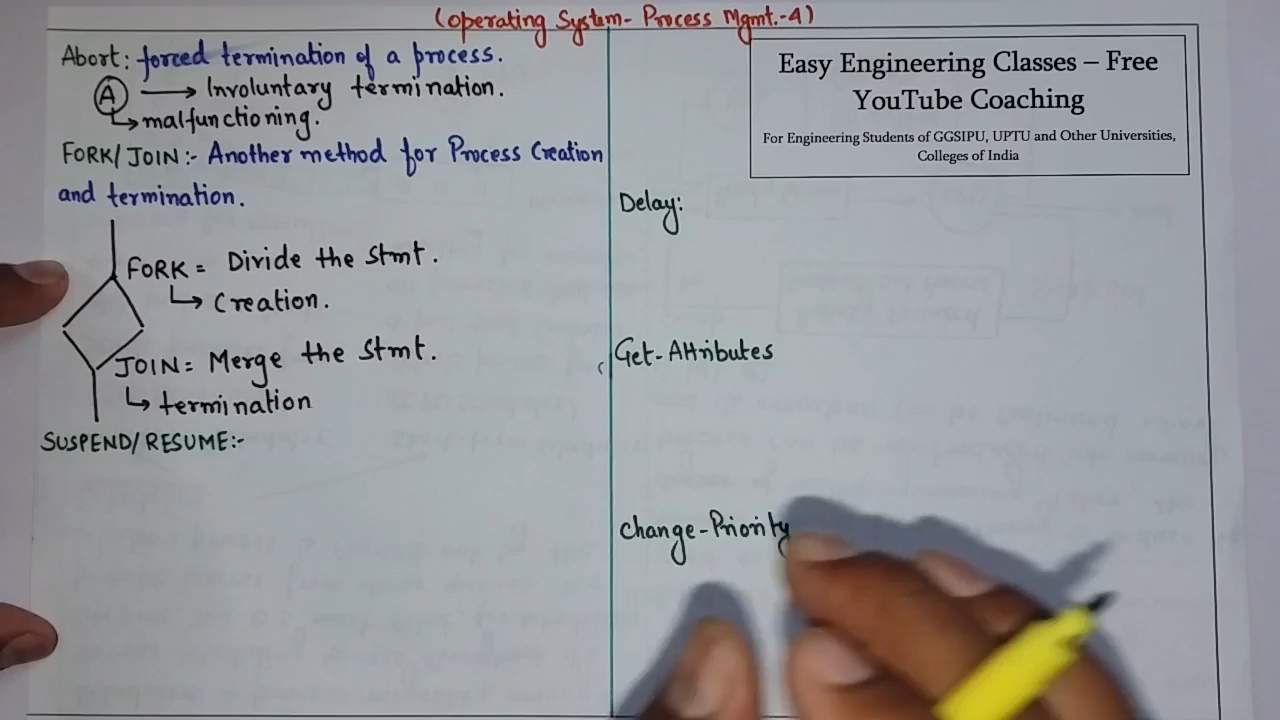 (Operating System- Process Mgmt.-4)
Abort: forced termination of a process.
A → Involuntary termination.
↳ malfunctioning.
FORK/JOIN:- Another method for Process Creation
and termination.
FORK = Divide the Stmt.
↳ Creation.
JOIN = Merge the Stmt.
↳ termination
SUSPEND/RESUME:-
Easy Engineering Classes – Free
YouTube Coaching
For Engineering Students of GGSIPU, UPTU and Other Universities,
Colleges of India
Delay:
Get-Attributes
Change-Priority